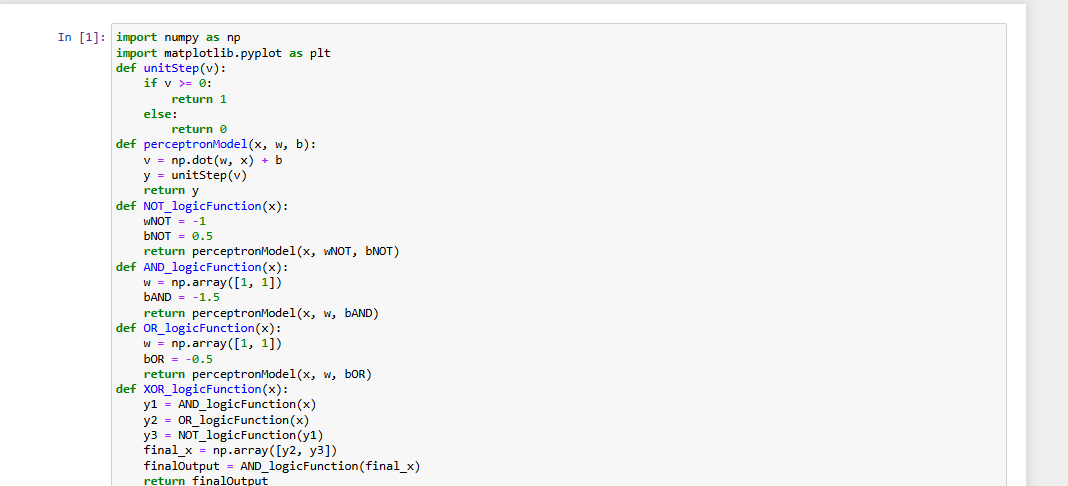 In [1]: import numpy as np
import matplotlib.pyplot as plt
def unitStep(v):
    if v >= 0:
        return 1
    else:
        return 0
def perceptronModel(x, w, b):
    v = np.dot(w, x) + b
    y = unitStep(v)
    return y
def NOT_logicFunction(x):
    wNOT = -1
    bNOT = 0.5
    return perceptronModel(x, wNOT, bNOT)
def AND_logicFunction(x):
    w = np.array([1, 1])
    bAND = -1.5
    return perceptronModel(x, w, bAND)
def OR_logicFunction(x):
    w = np.array([1, 1])
    bOR = -0.5
    return perceptronModel(x, w, bOR)
def XOR_logicFunction(x):
    y1 = AND_logicFunction(x)
    y2 = OR_logicFunction(x)
    y3 = NOT_logicFunction(y1)
    final_x = np.array([y2, y3])
    finalOutput = AND_logicFunction(final_x)
    return finalOutput